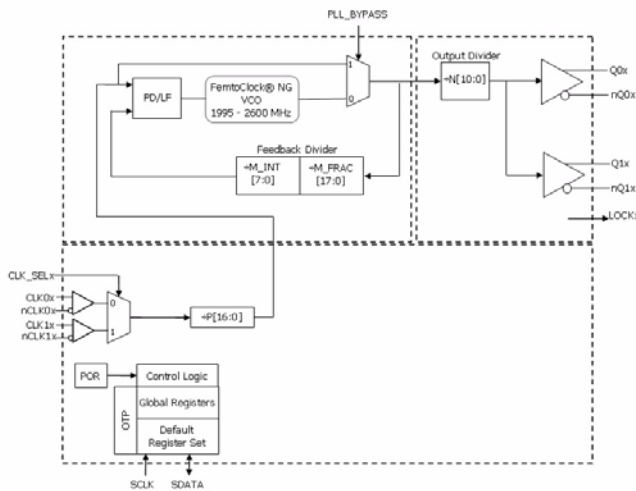 PLL_BYPASS
Output Divider
Q0x
1
FemtoClock® NG
VCO
1995 - 2600 MHz
PD/LF
÷N[10:0]
0
nQ0x
Feedback Divider
÷M_INT
[7:0]
÷M_FRAC
[17:0]
Q1x
nQ1x
LOCKx
CLK_SELx
CLK0x
0
nCLK0x
÷P[16:0]
CLK1x
1
nCLK1x
POR
Control Logic
OTP
Global Registers
Default
Register Set
SCLK
SDATA